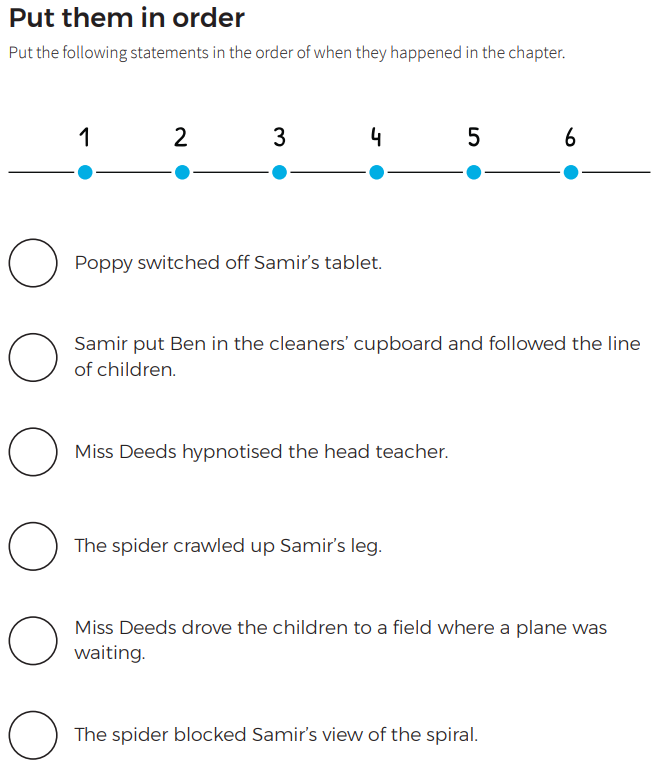 Put them in order
Put the following statements in the order of when they happened in the chapter.
1 2 3 4 5 6
Poppy switched off Samir’s tablet.
Samir put Ben in the cleaners’ cupboard and followed the line
of children.
Miss Deeds hypnotised the head teacher.
The spider crawled up Samir’s leg.
Miss Deeds drove the children to a field where a plane was
waiting.
The spider blocked Samir’s view of the spiral.